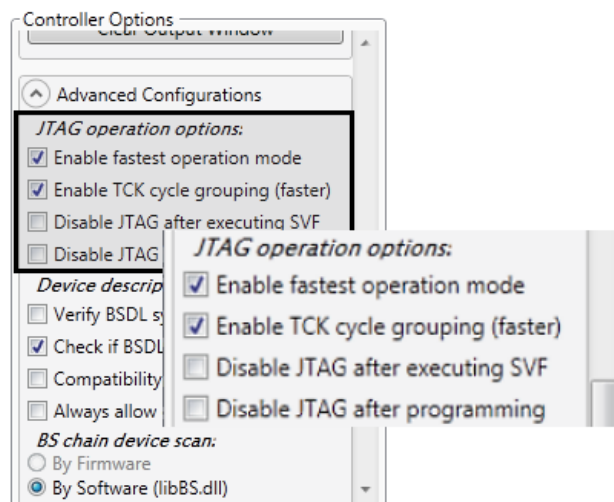 Controller Options
Clear Output Window
Advanced Configurations
JTAG operation options:
Enable fastest operation mode
Enable TCK cycle grouping (faster)
Disable JTAG after executing SVF
Disable JTAG
Device descrip
Verify BSDL sy
Check if BSDL
Compatibility
Always allow
BS chain device scan:
By Firmware
By Software (libBS.dll)
JTAG operation options:
Enable fastest operation mode
Enable TCK cycle grouping (faster)
Disable JTAG after executing SVF
Disable JTAG after programming